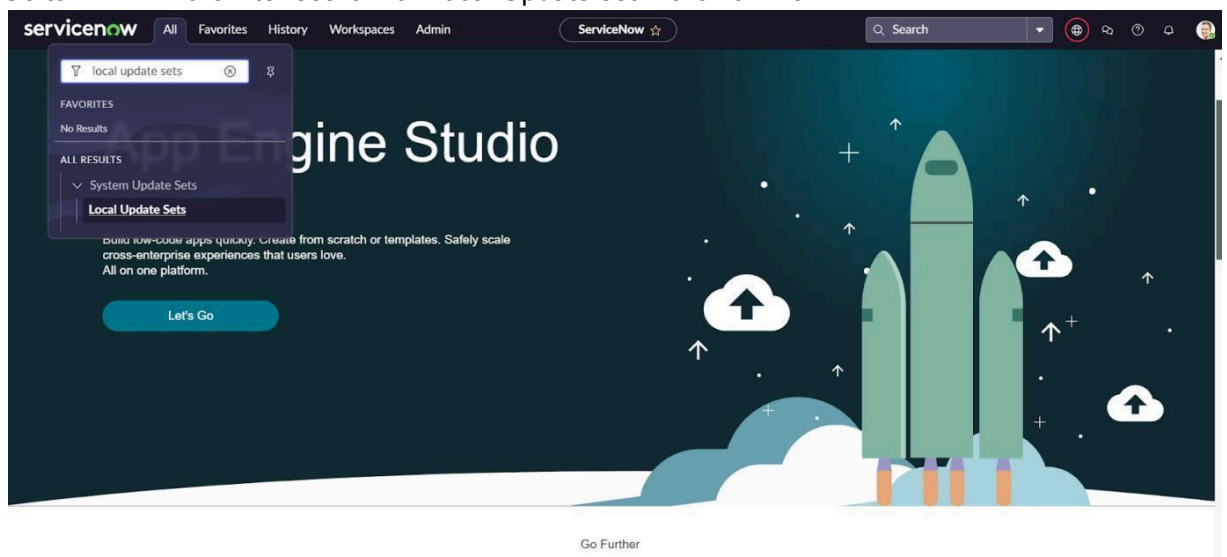 servicenow All Favorites History Workspaces Admin ServiceNow Search
local update sets
FAVORITES
No Results
App Engine Studio
ALL RESULTS
System Update Sets
Local Update Sets
Build low-code apps quickly. Create from scratch or templates. Safely scale
cross-enterprise experiences that users love.
All on one platform.
Let's Go
Go Further